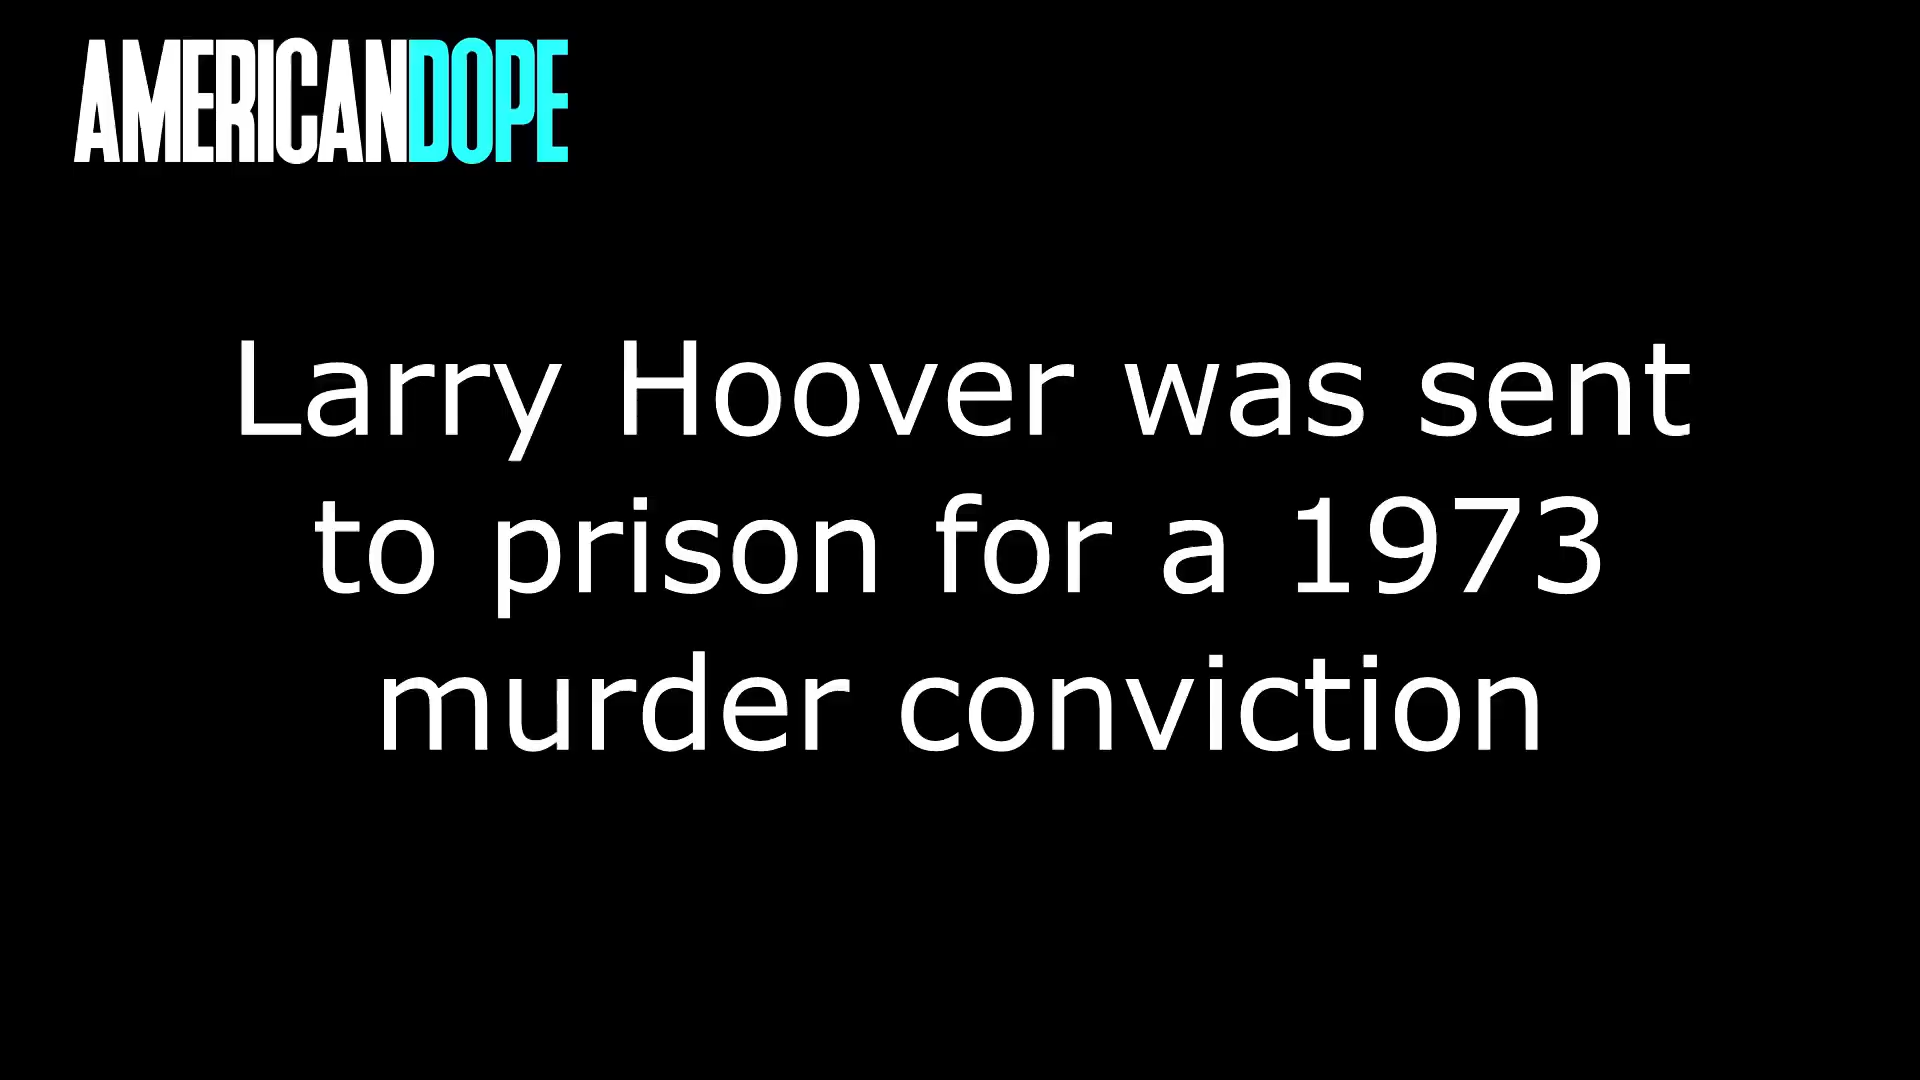 AMERICANDOPE
Larry Hoover was sent
to prison for a 1973
murder conviction